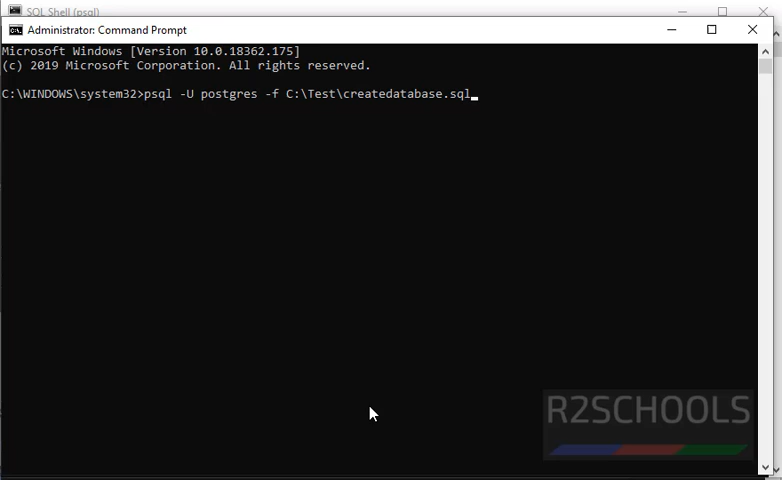 SQL Shell (psql)
Administrator: Command Prompt
Microsoft Windows [Version 10.0.18362.175]
(c) 2019 Microsoft Corporation. All rights reserved.
C:\WINDOWS\system32>psql -U postgres -f C:\Test\createdatabase.sql
R2SCHOOLS